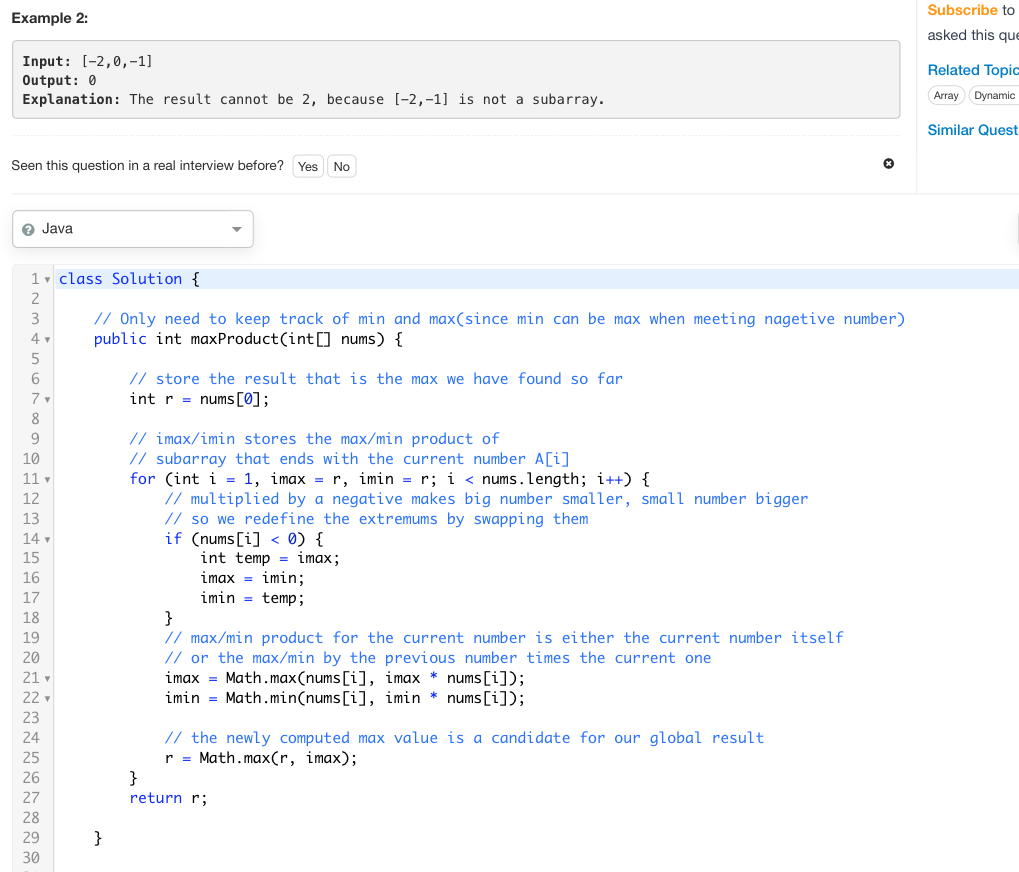 Example 2:
Input: [-2,0,-1]
Output: 0
Explanation: The result cannot be 2, because [-2,-1] is not a subarray.
Seen this question in a real interview before? Yes No
Subscribe to
asked this que
Related Topic
Array Dynamic
Similar Quest
Java
1 class Solution {
2
3 // Only need to keep track of min and max(since min can be max when meeting nagetive number)
4 public int maxProduct(int[] nums) {
5
6 // store the result that is the max we have found so far
7 int r = nums[0];
8
9 // imax/imin stores the max/min product of
10 // subarray that ends with the current number A[i]
11 for (int i = 1, imax = r, imin = r; i < nums.length; i++) {
12 // multiplied by a negative makes big number smaller, small number bigger
13 // so we redefine the extremums by swapping them
14 if (nums[i] < 0) {
15 int temp = imax;
16 imax = imin;
17 imin = temp;
18 }
19 // max/min product for the current number is either the current number itself
20 // or the max/min by the previous number times the current one
21 imax = Math.max(nums[i], imax * nums[i]);
22 imin = Math.min(nums[i], imin * nums[i]);
23
24 // the newly computed max value is a candidate for our global result
25 r = Math.max(r, imax);
26 }
27 return r;
28
29 }
30